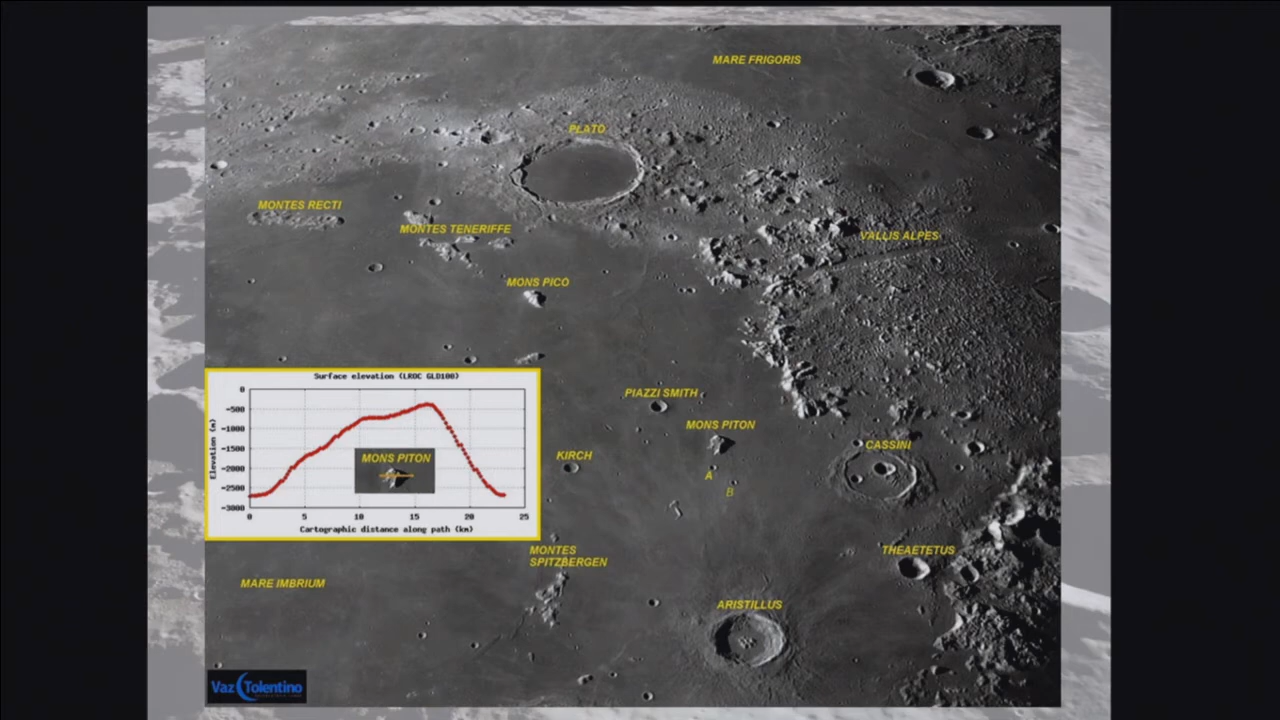 MARE FRIGORIS
PLATO
MONTES RECTI
MONTES TENERIFFE
VALLIS ALPES
MONS PICO
Surface elevation (LROC GLD100)
0
-500
-1000
-1500
-2000
-2500
-3000
Elevation (m)
MONS PITON
0 5 10 15 20 25
Cartographic distance along path (km)
PIAZZI SMITH
MONS PITON
CASSINI
KIRCH
A
B
MONTES
SPITZBERGEN
THEAETETUS
MARE IMBRIUM
ARISTILLUS
Vaz Tolentino